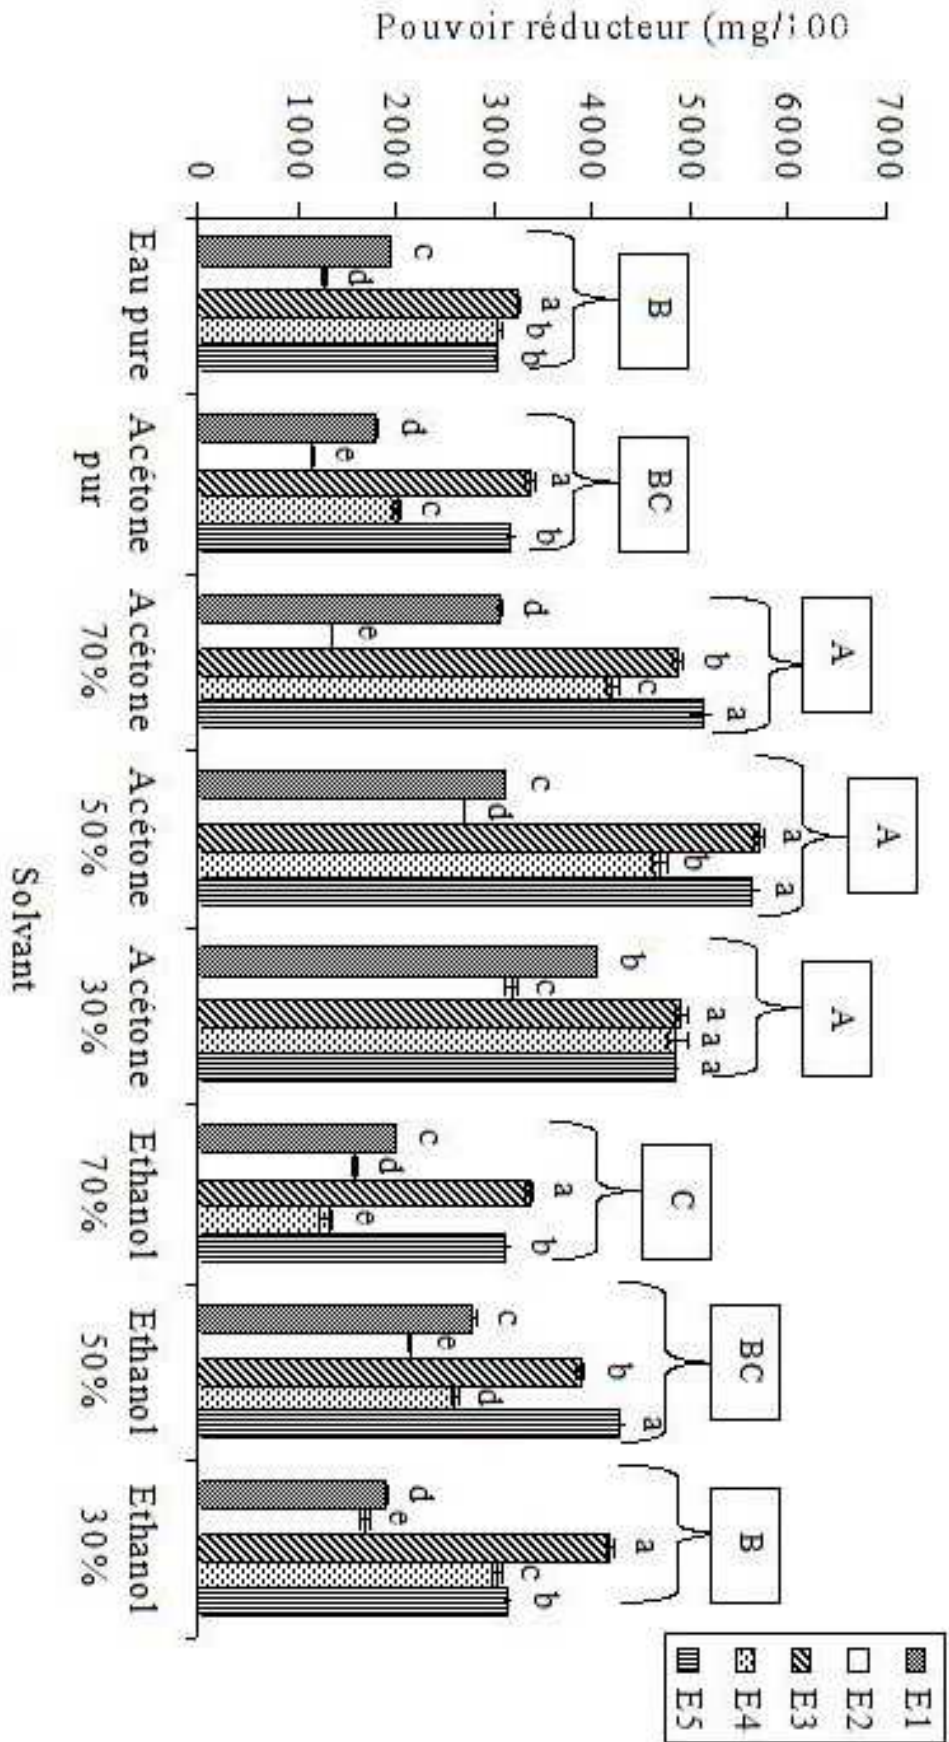 Pouvoir réducteur (mg/100
7000
6000
5000
4000
3000
2000
1000
0
B
BC
A
A
A
C
BC
B
c d a b b
d e a c b
d e b c a
c d a b a
b c a a a
c d a e b
c e b d a
d e a c b
Eau pure
Acétone
pur
Acétone
70%
Acétone
50%
Acétone
30%
Ethanol
70%
Ethanol
50%
Ethanol
30%
Solvant
E1
E2
E3
E4
E5